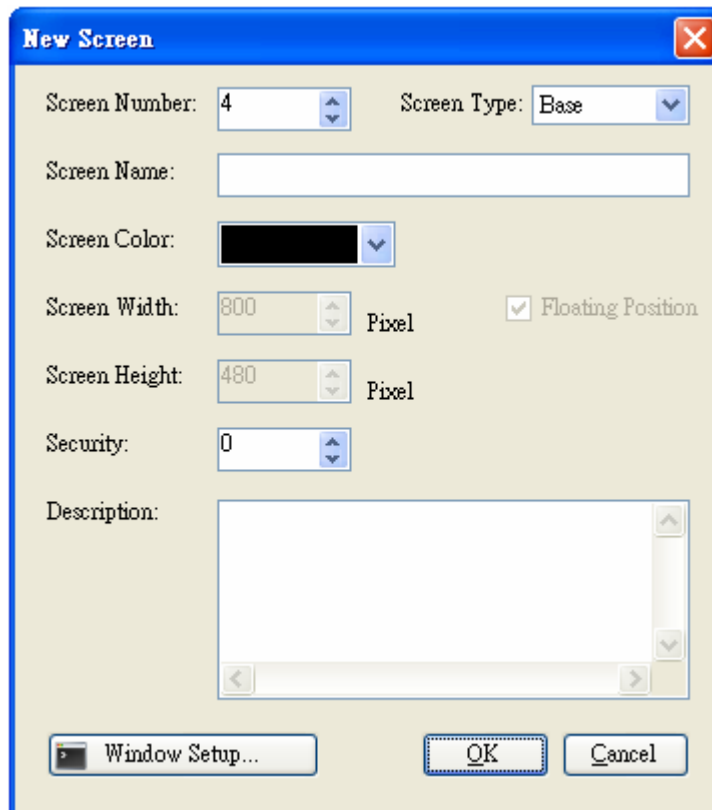 New Screen
Screen Number: 4 Screen Type: Base
Screen Name:
Screen Color:
Screen Width: 800 Pixel Floating Position
Screen Height: 480 Pixel
Security: 0
Description:
Window Setup... OK Cancel